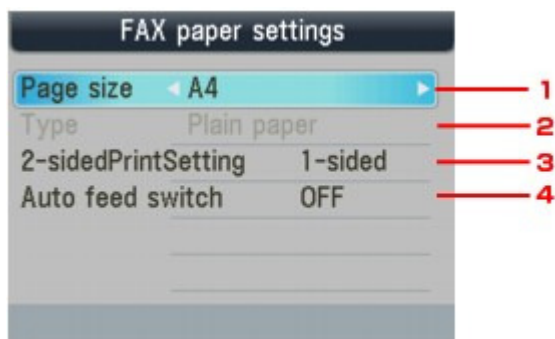 FAX paper settings
Page size A4 1
Type Plain paper 2
2-sidedPrintSetting 1-sided 3
Auto feed switch OFF 4